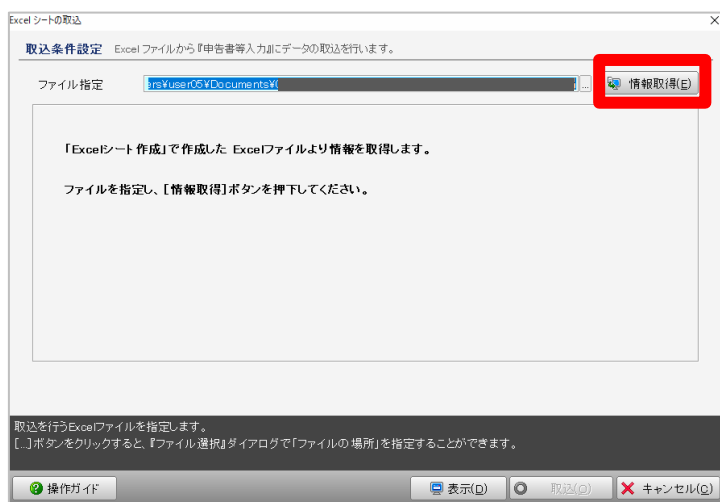 Excel シートの取込
取込条件設定 Excel ファイルから『申告書等入力』にデータの取込を行います。
ファイル指定 ers¥user05¥Documents¥( ... 情報取得(E)
「Excelシート作成」で作成した Excelファイルより情報を取得します。
ファイルを指定し、[情報取得]ボタンを押下してください。
取込を行うExcelファイルを指定します。
[...]ボタンをクリックすると、『ファイル選択』ダイアログで「ファイルの場所」を指定することができます。
操作ガイド 表示(D) 取込(O) キャンセル(C)